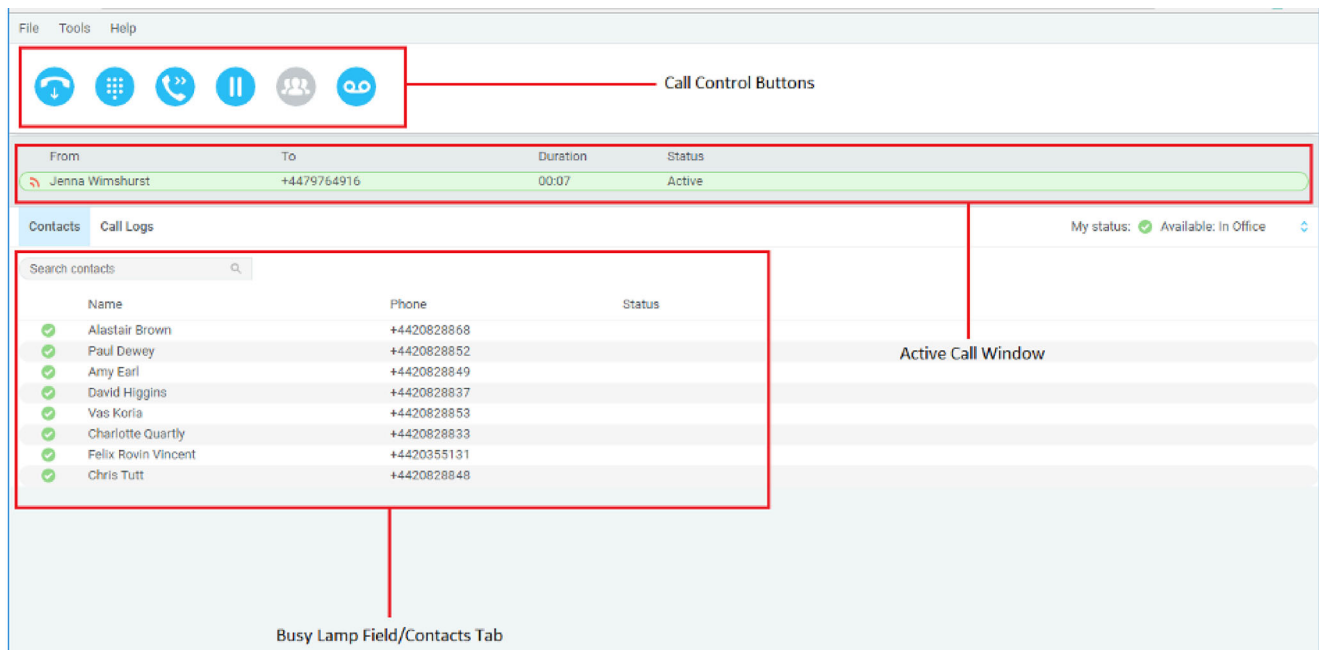 File Tools Help
Call Control Buttons
From To Duration Status
Jenna Wimshurst +4479764916 00:07 Active
Contacts Call Logs My status: Available: In Office
Search contacts
Name Phone Status
Alastair Brown +4420828868
Paul Dewey +4420828852
Active Call Window
Amy Earl +4420828849
David Higgins +4420828837
Vas Koria +4420828853
Charlotte Quartly +4420828833
Felix Rovin Vincent +4420355131
Chris Tutt +4420828848
Busy Lamp Field/Contacts Tab